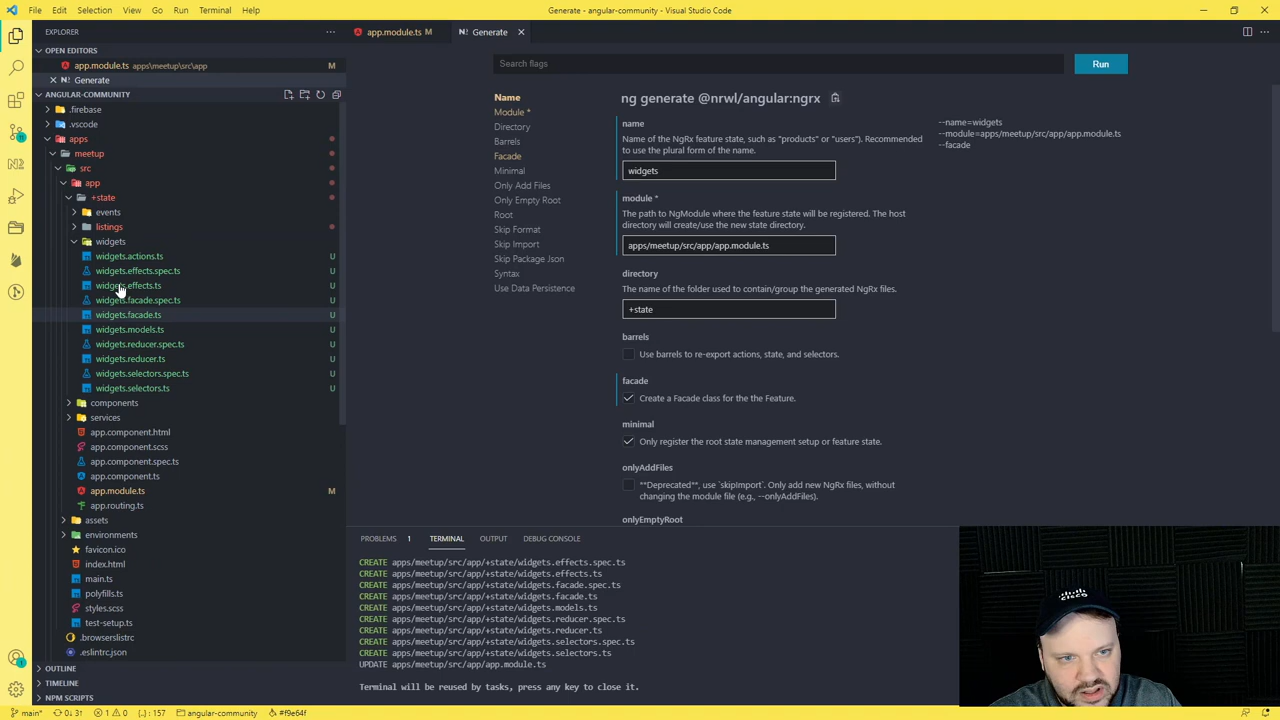 File Edit Selection View Go Run Terminal Help
Generate - angular-community - Visual Studio Code
EXPLORER
app.module.ts M
Generate
OPEN EDITORS
app.module.ts apps\meetup\src\app M
Generate
ANGULAR-COMMUNITY
.firebase
.vscode
apps
meetup
src
app
+state
events
listings
widgets
widgets.actions.ts U
widgets.effects.spec.ts U
widgets.effects.ts U
widgets.facade.spec.ts U
widgets.facade.ts U
widgets.models.ts U
widgets.reducer.spec.ts U
widgets.reducer.ts U
widgets.selectors.spec.ts U
widgets.selectors.ts U
components
services
app.component.html
app.component.scss
app.component.spec.ts
app.component.ts
app.module.ts M
app.routing.ts
assets
environments
favicon.ico
index.html
main.ts
polyfills.ts
styles.scss
test-setup.ts
.browserslistrc
.eslintrc.json
OUTLINE
TIMELINE
NPM SCRIPTS
Search flags
Run
Name
Module *
Directory
Barrels
Facade
Minimal
Only Add Files
Only Empty Root
Root
Skip Format
Skip Import
Skip Package Json
Syntax
Use Data Persistence
ng generate @nrwl/angular:ngrx
name
Name of the NgRx feature state, such as "products" or "users"). Recommended
to use the plural form of the name.
widgets
module *
The path to NgModule where the feature state will be registered. The host
directory will create/use the new state directory.
apps/meetup/src/app/app.module.ts
directory
The name of the folder used to contain/group the generated NgRx files.
+state
barrels
Use barrels to re-export actions, state, and selectors.
facade
Create a Facade class for the the Feature.
minimal
Only register the root state management setup or feature state.
onlyAddFiles
**Deprecated**, use `skipImport`. Only add new NgRx files, without
changing the module file (e.g., --onlyAddFiles).
onlyEmptyRoot
--name=widgets
--module=apps/meetup/src/app/app.module.ts
--facade
PROBLEMS 1 TERMINAL OUTPUT DEBUG CONSOLE
CREATE apps/meetup/src/app/+state/widgets.effects.spec.ts
CREATE apps/meetup/src/app/+state/widgets.effects.ts
CREATE apps/meetup/src/app/+state/widgets.facade.spec.ts
CREATE apps/meetup/src/app/+state/widgets.facade.ts
CREATE apps/meetup/src/app/+state/widgets.models.ts
CREATE apps/meetup/src/app/+state/widgets.reducer.spec.ts
CREATE apps/meetup/src/app/+state/widgets.reducer.ts
CREATE apps/meetup/src/app/+state/widgets.selectors.spec.ts
CREATE apps/meetup/src/app/+state/widgets.selectors.ts
UPDATE apps/meetup/src/app/app.module.ts
Terminal will be reused by tasks, press any key to close it.
cisco
main* 0↓ 3↑ 1 0 {..} : 157 angular-community #f9e64f